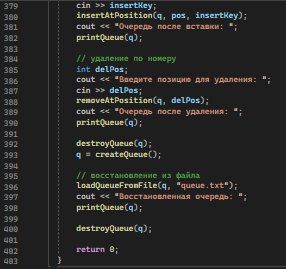 379 cin >> insertKey;
380 insertAtPosition(q, pos, insertKey);
381 cout << "Очередь после вставки: ";
382 printQueue(q);
383
384 // удаление по номеру
385 int delPos;
386 cout << "Введите позицию для удаления: ";
387 cin >> delPos;
388 removeAtPosition(q, delPos);
389 cout << "Очередь после удаления: ";
390 printQueue(q);
391
392 destroyQueue(q);
393 q = createQueue();
394
395 // восстановление из файла
396 loadQueueFromFile(q, "queue.txt");
397 cout << "Восстановленная очередь: ";
398 printQueue(q);
399
400 destroyQueue(q);
401
402 return 0;
403 }